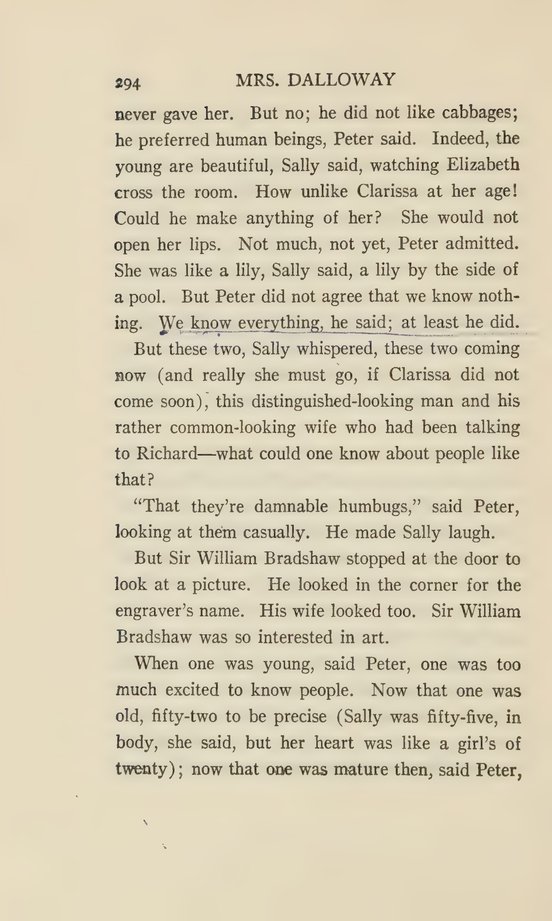 294 MRS. DALLOWAY
never gave her. But no; he did not like cabbages;
he preferred human beings, Peter said. Indeed, the
young are beautiful, Sally said, watching Elizabeth
cross the room. How unlike Clarissa at her age!
Could he make anything of her? She would not
open her lips. Not much, not yet, Peter admitted.
She was like a lily, Sally said, a lily by the side of
a pool. But Peter did not agree that we know noth-
ing. We know everything, he said; at least he did.
But these two, Sally whispered, these two coming
now (and really she must go, if Clarissa did not
come soon), this distinguished-looking man and his
rather common-looking wife who had been talking
to Richard—what could one know about people like
that?
"That they're damnable humbugs," said Peter,
looking at them casually. He made Sally laugh.
But Sir William Bradshaw stopped at the door to
look at a picture. He looked in the corner for the
engraver's name. His wife looked too. Sir William
Bradshaw was so interested in art.
When one was young, said Peter, one was too
much excited to know people. Now that one was
old, fifty-two to be precise (Sally was fifty-five, in
body, she said, but her heart was like a girl's of
twenty); now that one was mature then, said Peter,